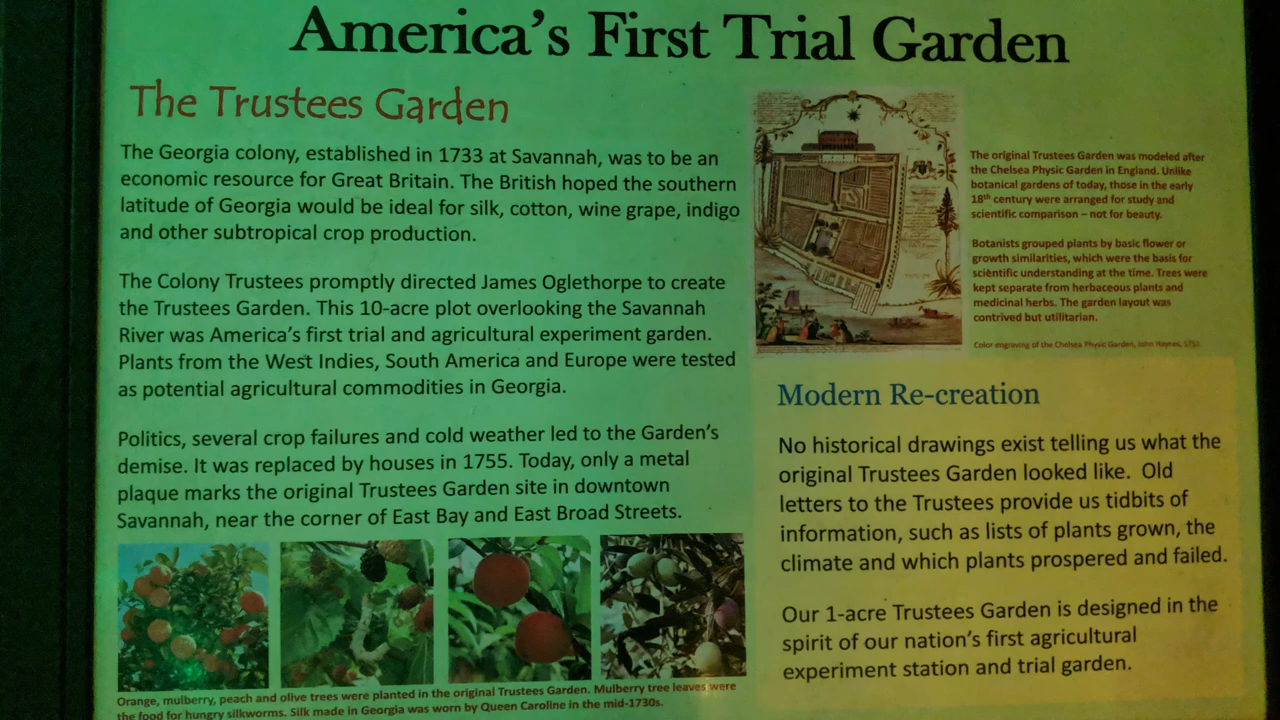 America's First Trial Garden
The Trustees Garden
The Georgia colony, established in 1733 at Savannah, was to be an
economic resource for Great Britain. The British hoped the southern
latitude of Georgia would be ideal for silk, cotton, wine grape, indigo
and other subtropical crop production.
The Colony Trustees promptly directed James Oglethorpe to create
the Trustees Garden. This 10-acre plot overlooking the Savannah
River was America's first trial and agricultural experiment garden.
Plants from the West Indies, South America and Europe were tested
as potential agricultural commodities in Georgia.
Politics, several crop failures and cold weather led to the Garden's
demise. It was replaced by houses in 1755. Today, only a metal
plaque marks the original Trustees Garden site in downtown
Savannah, near the corner of East Bay and East Broad Streets.
Orange, mulberry, peach and olive trees were planted in the original Trustees Garden. Mulberry tree leaves were
the food for hungry silkworms. Silk made in Georgia was worn by Queen Caroline in the mid-1730s.
The original Trustees Garden was modeled after
the Chelsea Physic Garden in England. Unlike
botanical gardens of today, those in the early
18th century were arranged for study and
scientific comparison – not for beauty.
Botanists grouped plants by basic flower or
growth similarities, which were the basis for
scientific understanding at the time. Trees were
kept separate from herbaceous plants and
medicinal herbs. The garden layout was
contrived but utilitarian.
Color engraving of the Chelsea Physic Garden, John Haynes, 1751
Modern Re-creation
No historical drawings exist telling us what the
original Trustees Garden looked like. Old
letters to the Trustees provide us tidbits of
information, such as lists of plants grown, the
climate and which plants prospered and failed.
Our 1-acre Trustees Garden is designed in the
spirit of our nation's first agricultural
experiment station and trial garden.